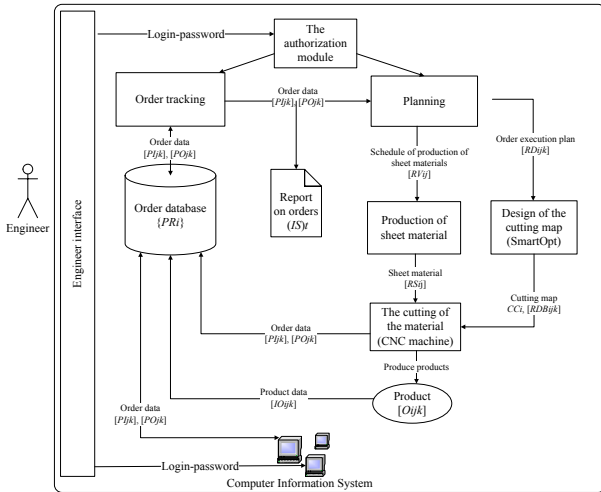 Login-password
The
authorization
module
Order tracking
Order data
[PIjk], [POjk]
Planning
Order data
[PIjk], [POjk]
Schedule of production of
sheet materials
[RVij]
Order execution plan
[RDijk]
Engineer
Engineer interface
Order database
{PRi}
Report
on orders
(IS)t
Production of
sheet material
Design of the
cutting map
(SmartOpt)
Sheet material
[RSij]
Cutting map
CCi, [RDBijk]
Order data
[PIjk], [POjk]
The cutting of
the material
(CNC machine)
Produce products
Product data
[IOijk]
Product
[Oijk]
Order data
[PIjk], [POjk]
Login-password
Computer Information System